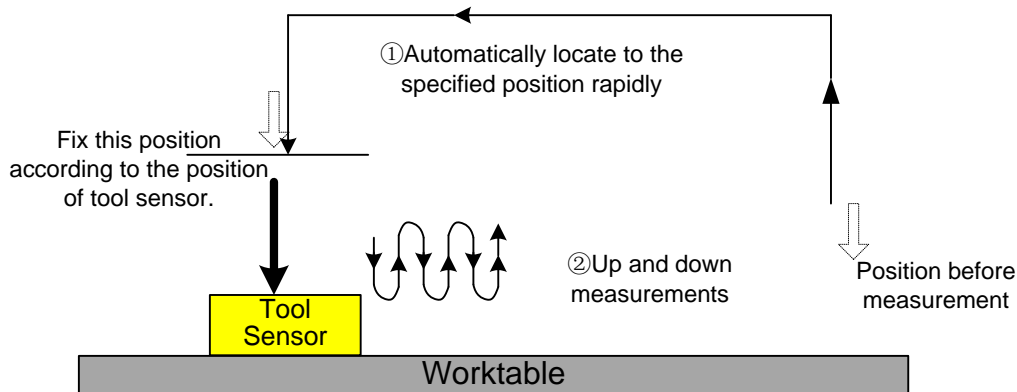 ①Automatically locate to the
specified position rapidly
Fix this position
according to the position
of tool sensor.
②Up and down
measurements
Position before
measurement
Tool
Sensor
Worktable